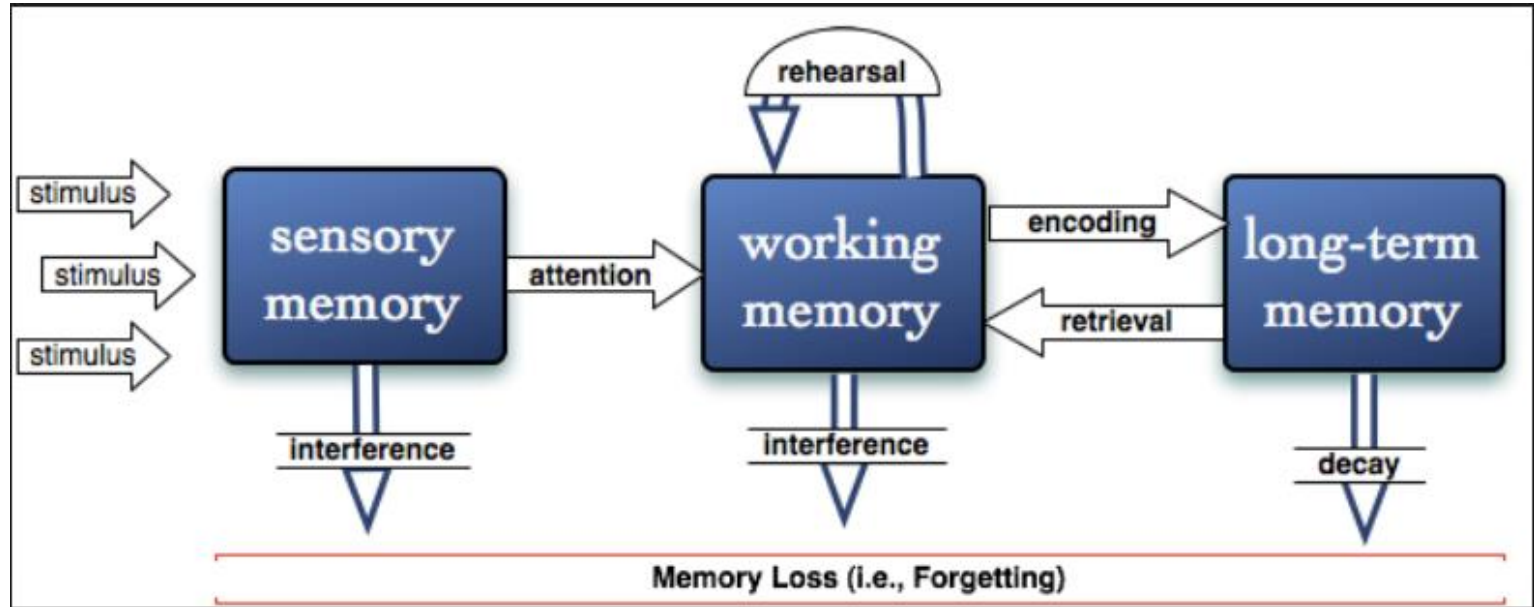 rehearsal
stimulus
stimulus
stimulus
sensory
memory
attention
working
memory
encoding
retrieval
long-term
memory
interference
interference
decay
Memory Loss (i.e., Forgetting)